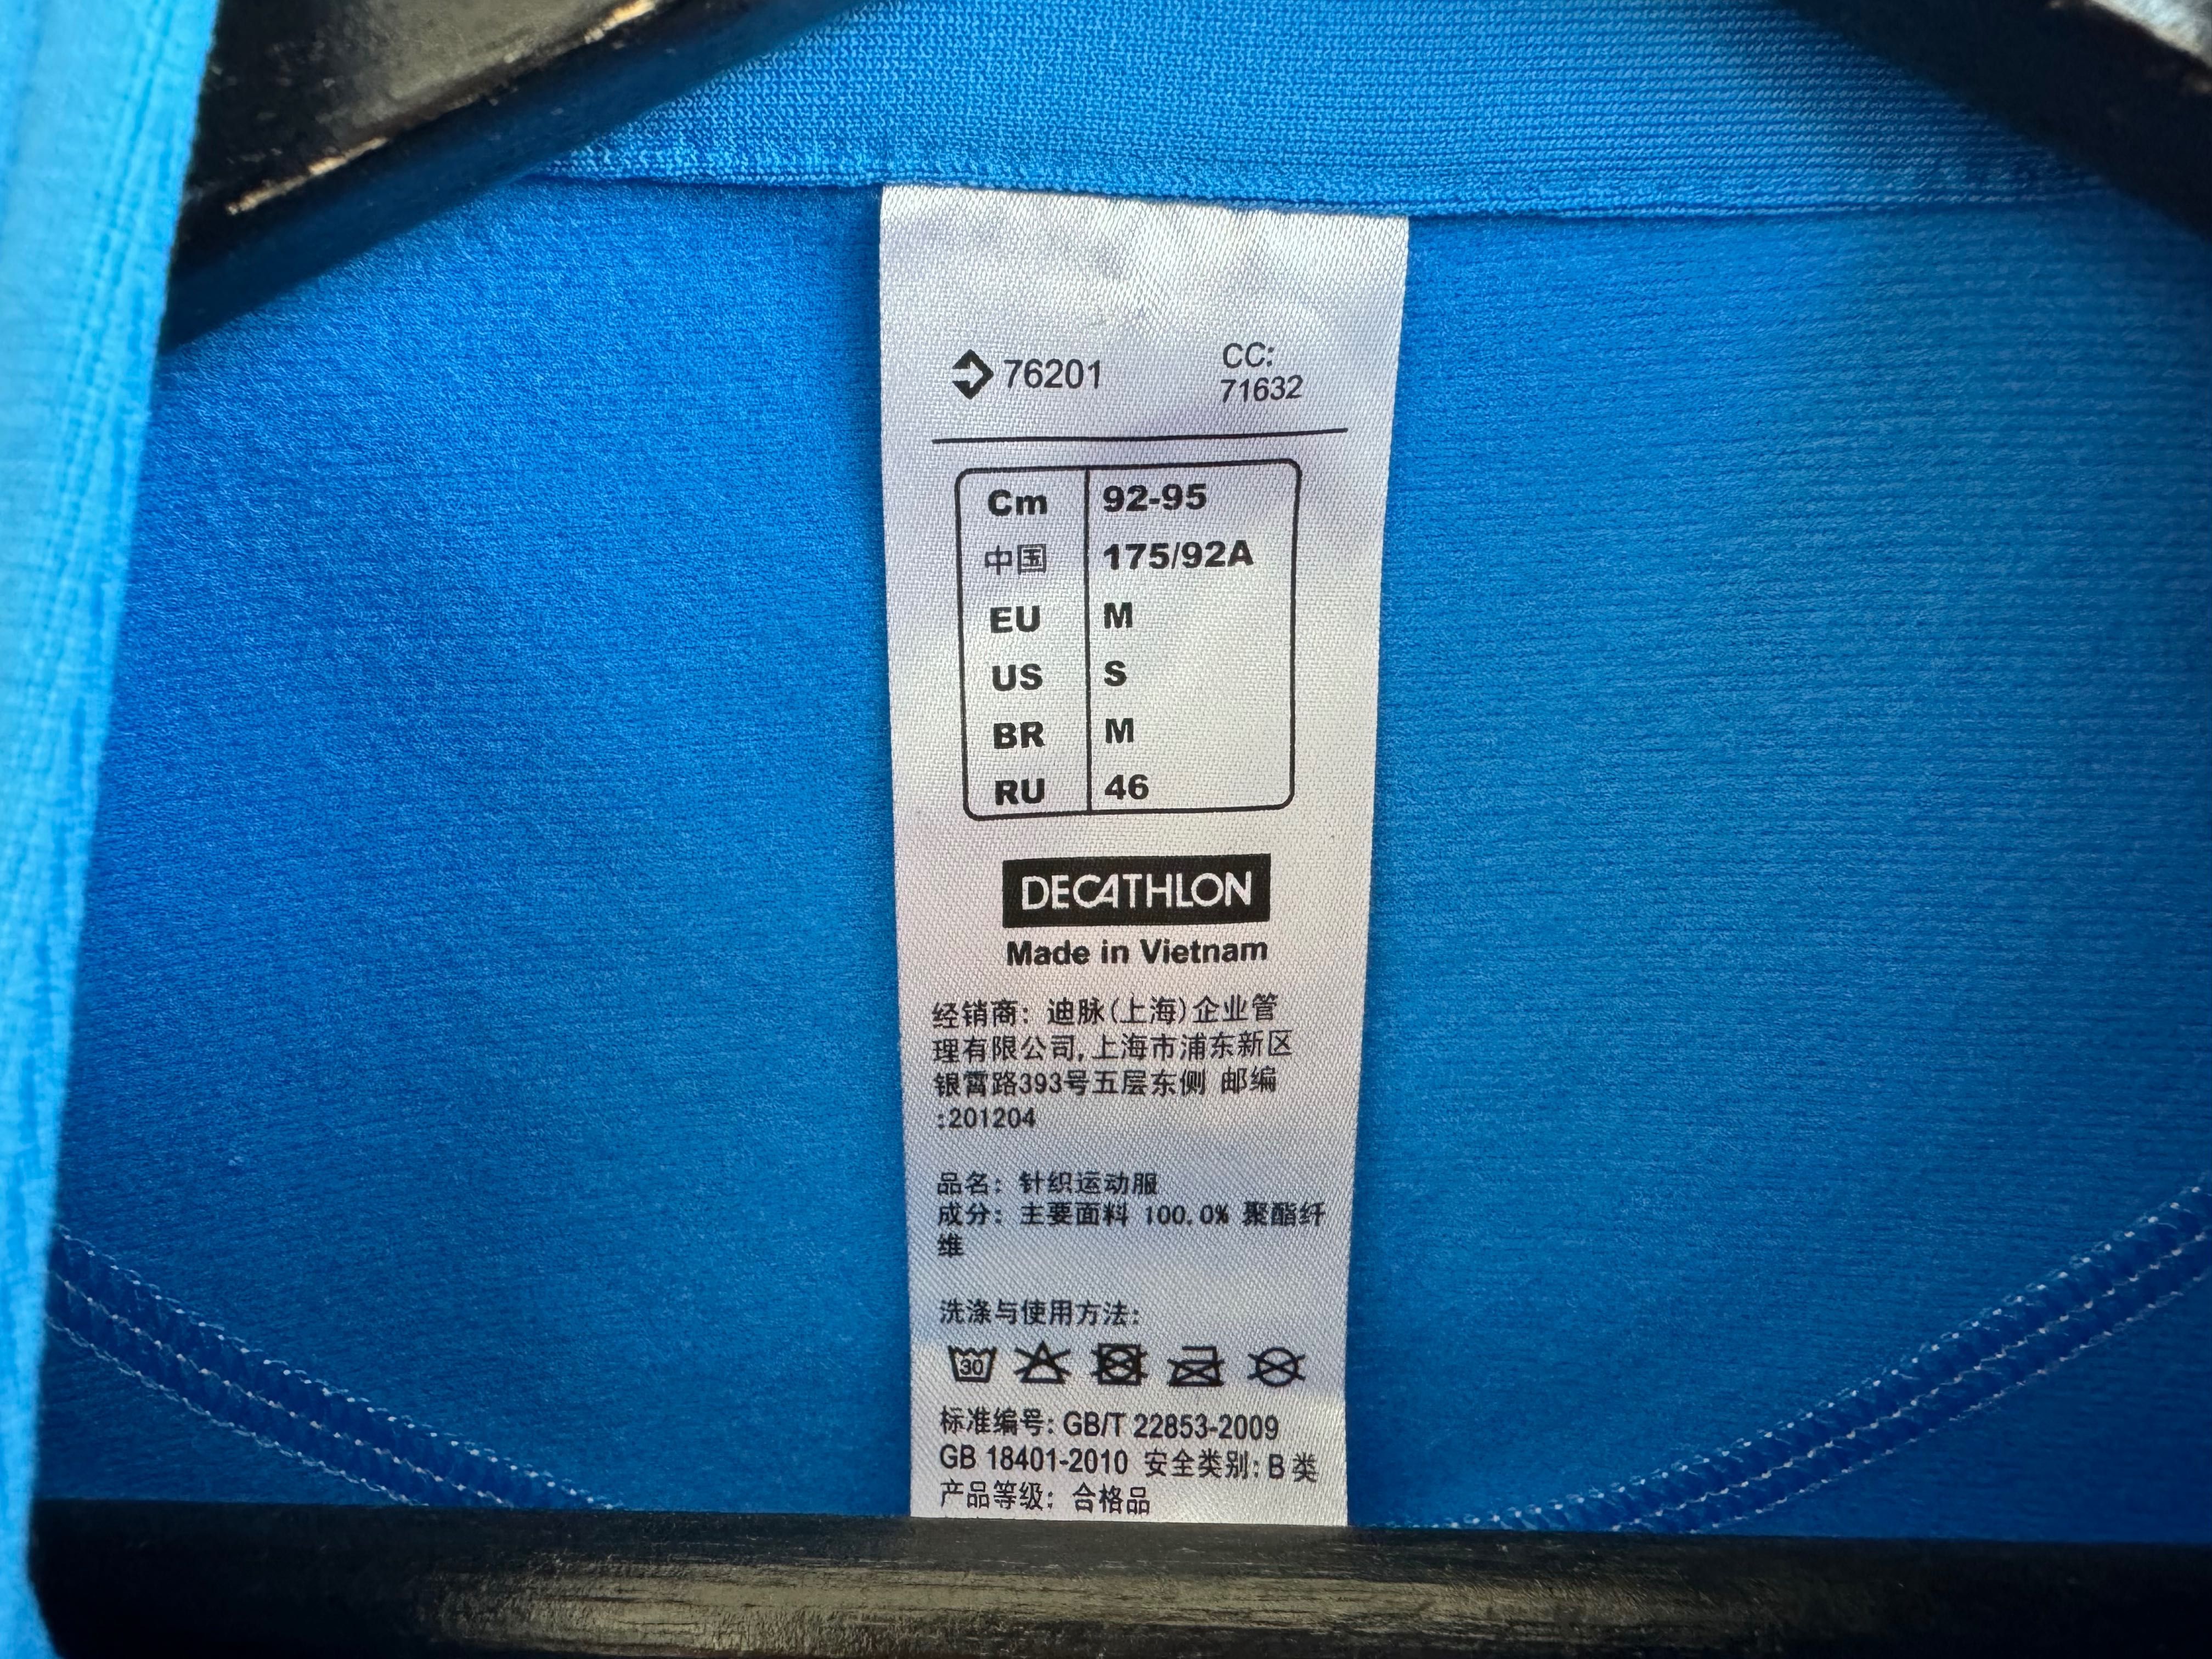 76201 CC:
71632
Cm 92-95
中国 175/92A
EU M
US S
BR M
RU 46
DECATHLON
Made in Vietnam
经销商: 迪脉(上海)企业管
理有限公司,上海市浦东新区
银霄路393号五层东侧 邮编
:201204
品名: 针织运动服
成分: 主要面料 100.0% 聚酯纤
维
洗涤与使用方法:
30
标准编号: GB/T 22853-2009
GB 18401-2010 安全类别: B 类
产品等级: 合格品